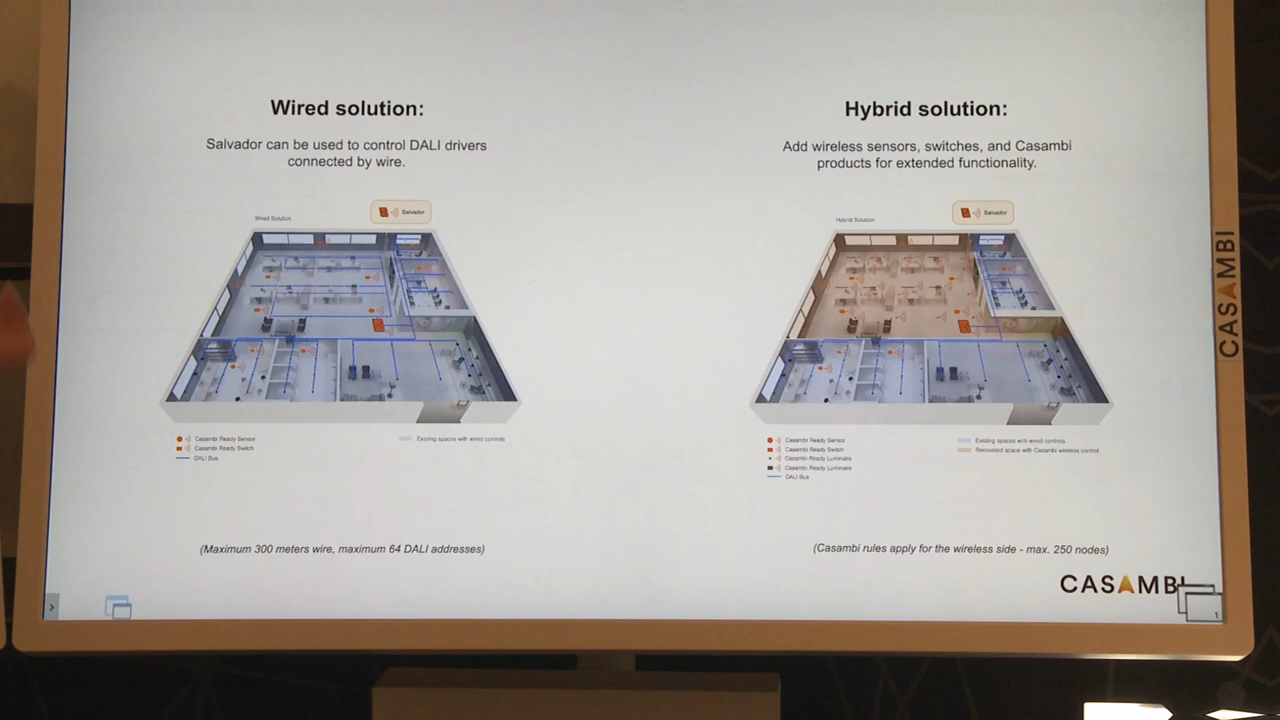 Wired solution:
Salvador can be used to control DALI drivers
connected by wire.
Wired Solution
Salvador
Casambi Ready Sensor
Casambi Ready Switch
DALI Bus
Existing spaces with wired controls
(Maximum 300 meters wire, maximum 64 DALI addresses)
Hybrid solution:
Add wireless sensors, switches, and Casambi
products for extended functionality.
Hybrid Solution
Salvador
Casambi Ready Sensor
Casambi Ready Switch
Casambi Ready Luminaire
Casambi Ready Luminaire
DALI Bus
Existing spaces with wired controls
Renovated space with Casambi wireless control
(Casambi rules apply for the wireless side - max. 250 nodes)
CASAMBI
1
CASAMBI